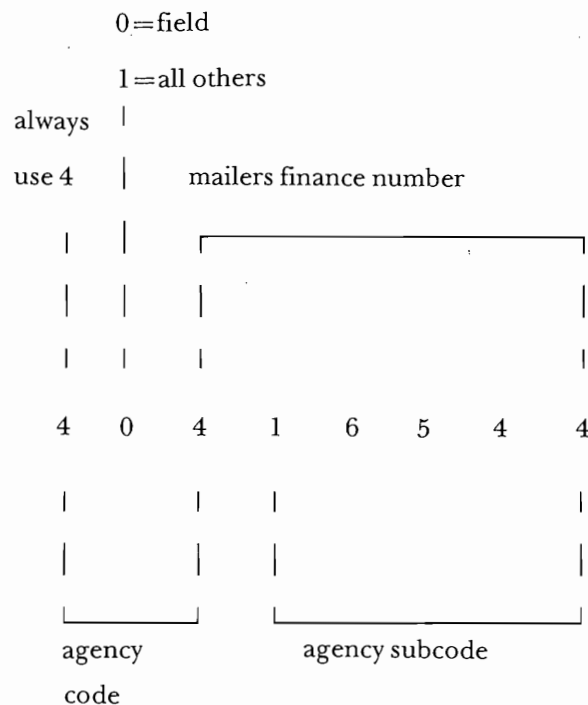 0=field
1=all others
always
use 4 mailers finance number
4 0 4 1 6 5 4 4
agency agency subcode
code